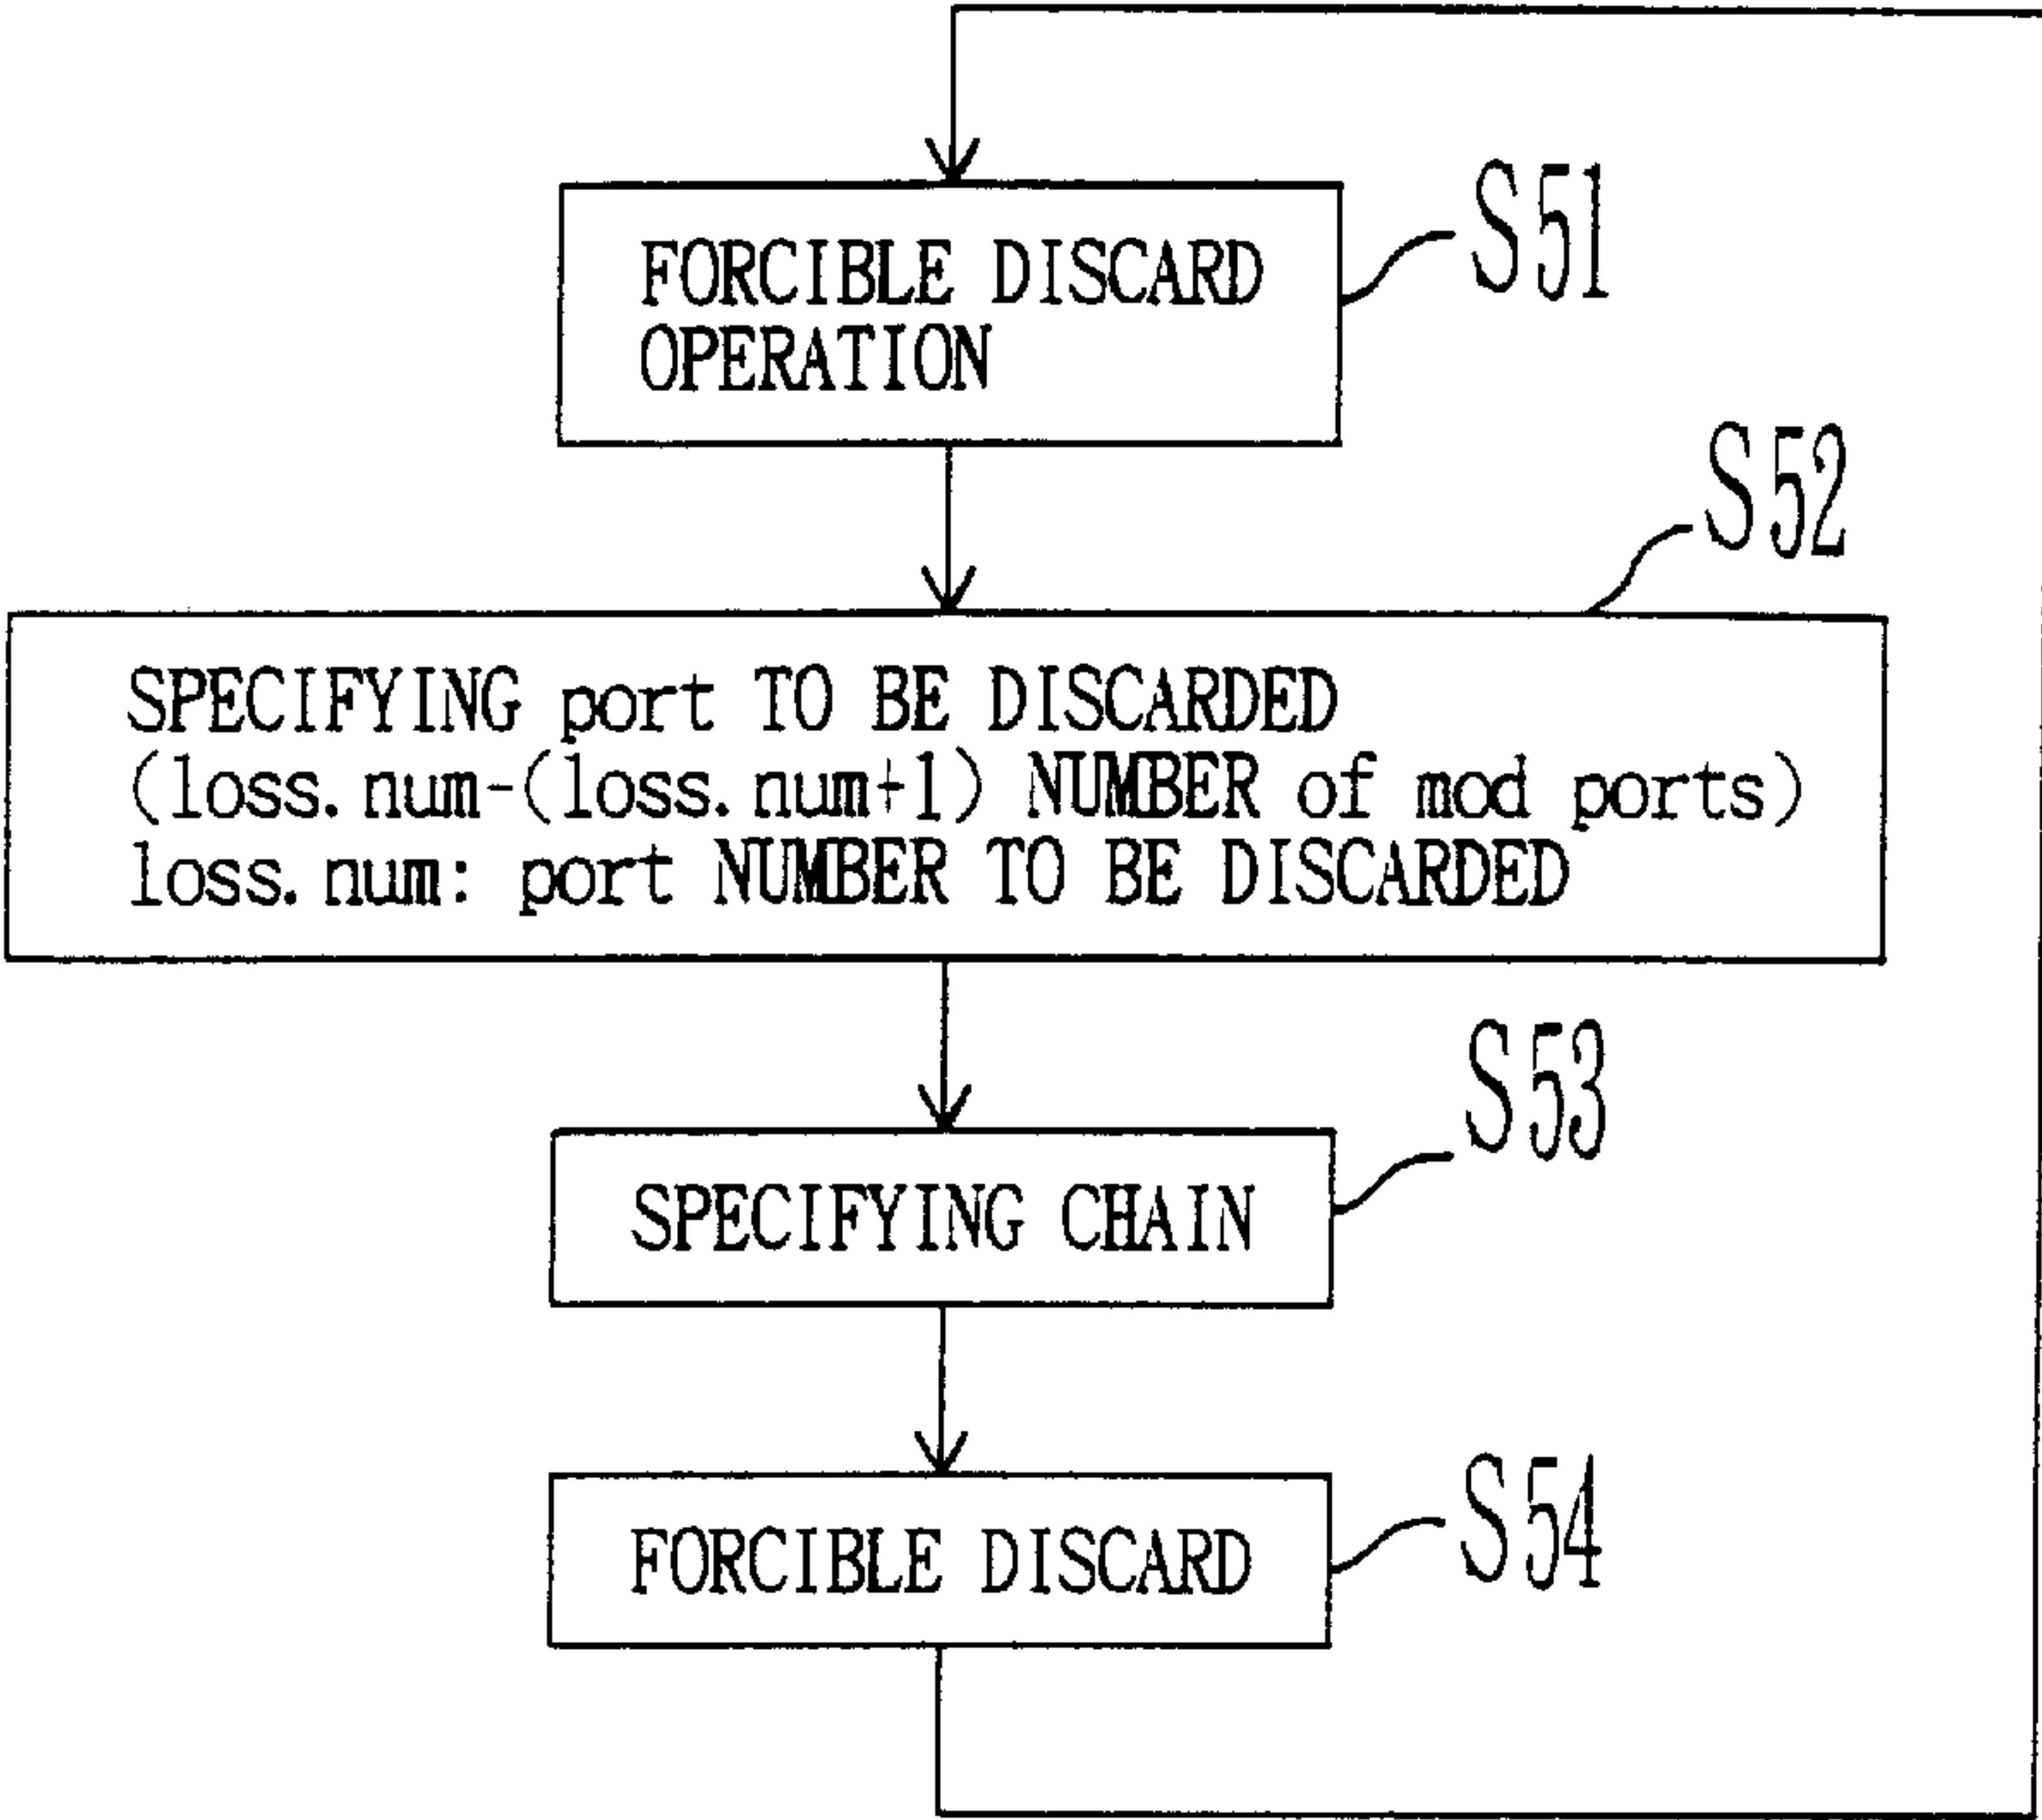 FORCIBLE DISCARD
OPERATION
S51
S52
SPECIFYING port TO BE DISCARDED
(loss.num-(loss.num+1) NUMBER of mod ports)
loss.num: port NUMBER TO BE DISCARDED
S53
SPECIFYING CHAIN
S54
FORCIBLE DISCARD